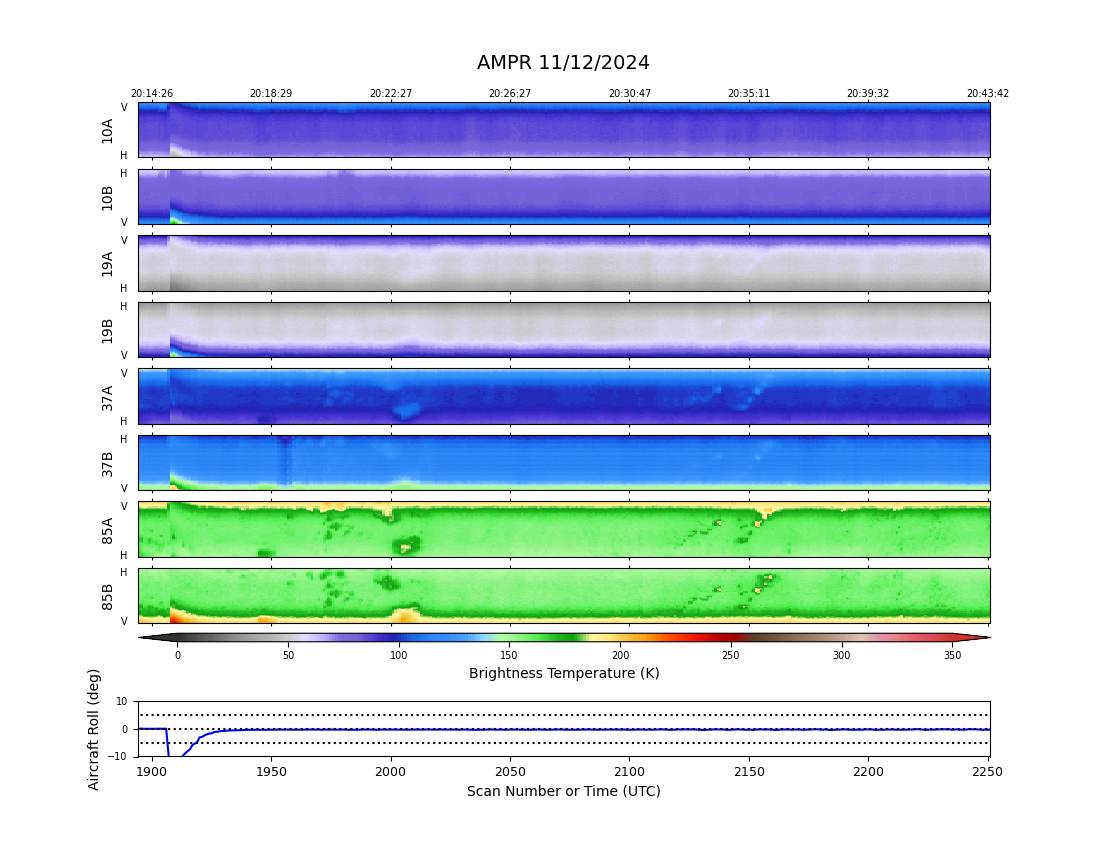 AMPR 11/12/2024
20:14:26 20:18:29 20:22:27 20:26:27 20:30:47 20:35:11 20:39:32 20:43:42
V
10A
H
H
10B
V
V
19A
H
H
19B
V
V
37A
H
H
37B
V
V
85A
H
H
85B
V
0 50 100 150 200 250 300 350
Brightness Temperature (K)
Aircraft Roll (deg)
10
0
−10
1900 1950 2000 2050 2100 2150 2200 2250
Scan Number or Time (UTC)